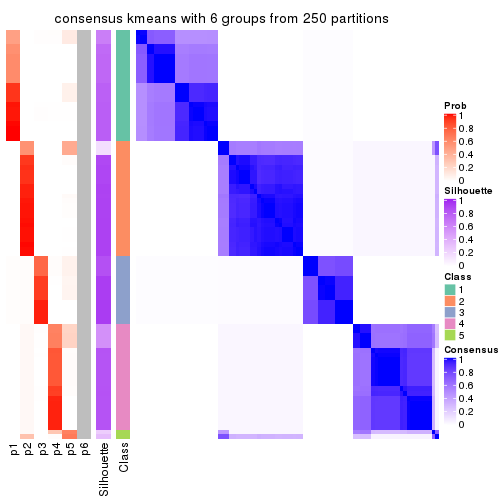 consensus kmeans with 6 groups from 250 partitions
Prob
1
0.8
0.6
0.4
0.2
0
Silhouette
1
0.8
0.6
0.4
0.2
0
Class
1
2
3
4
5
Consensus
1
0.8
0.6
0.4
0.2
0
p1
p2
p3
p4
p5
p6
Silhouette
Class